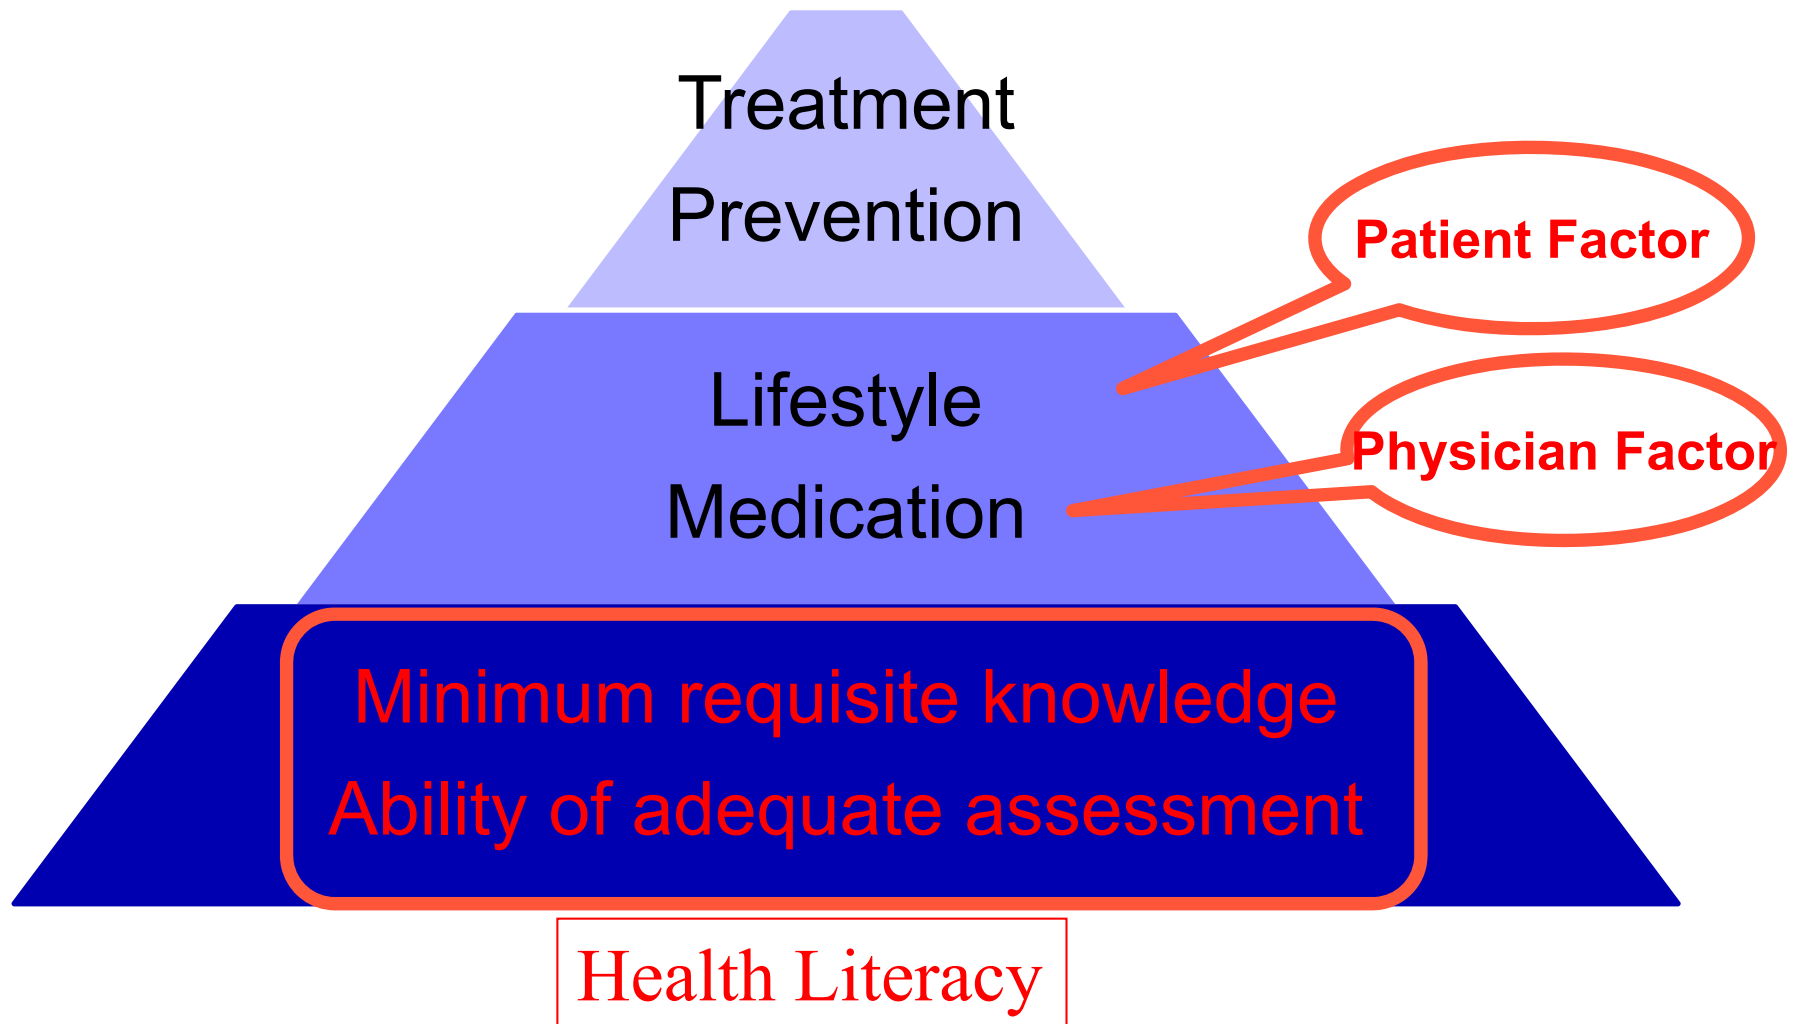 Treatment
Prevention
Patient Factor
Lifestyle
Physician Factor
Medication
Minimum requisite knowledge
Ability of adequate assessment
Health Literacy